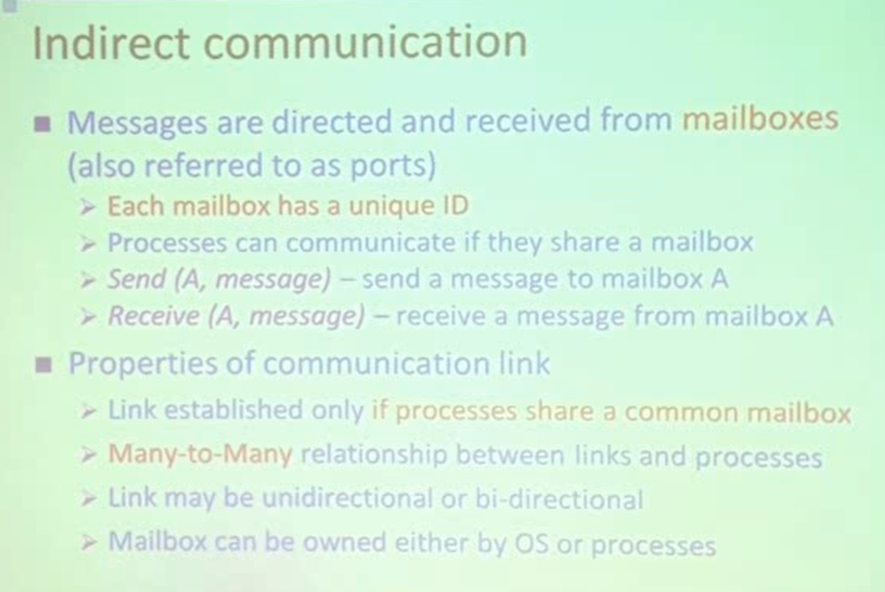 Indirect communication
■ Messages are directed and received from mailboxes
(also referred to as ports)
➢ Each mailbox has a unique ID
➢ Processes can communicate if they share a mailbox
➢ Send (A, message) – send a message to mailbox A
➢ Receive (A, message) – receive a message from mailbox A
■ Properties of communication link
➢ Link established only if processes share a common mailbox
➢ Many-to-Many relationship between links and processes
➢ Link may be unidirectional or bi-directional
➢ Mailbox can be owned either by OS or processes